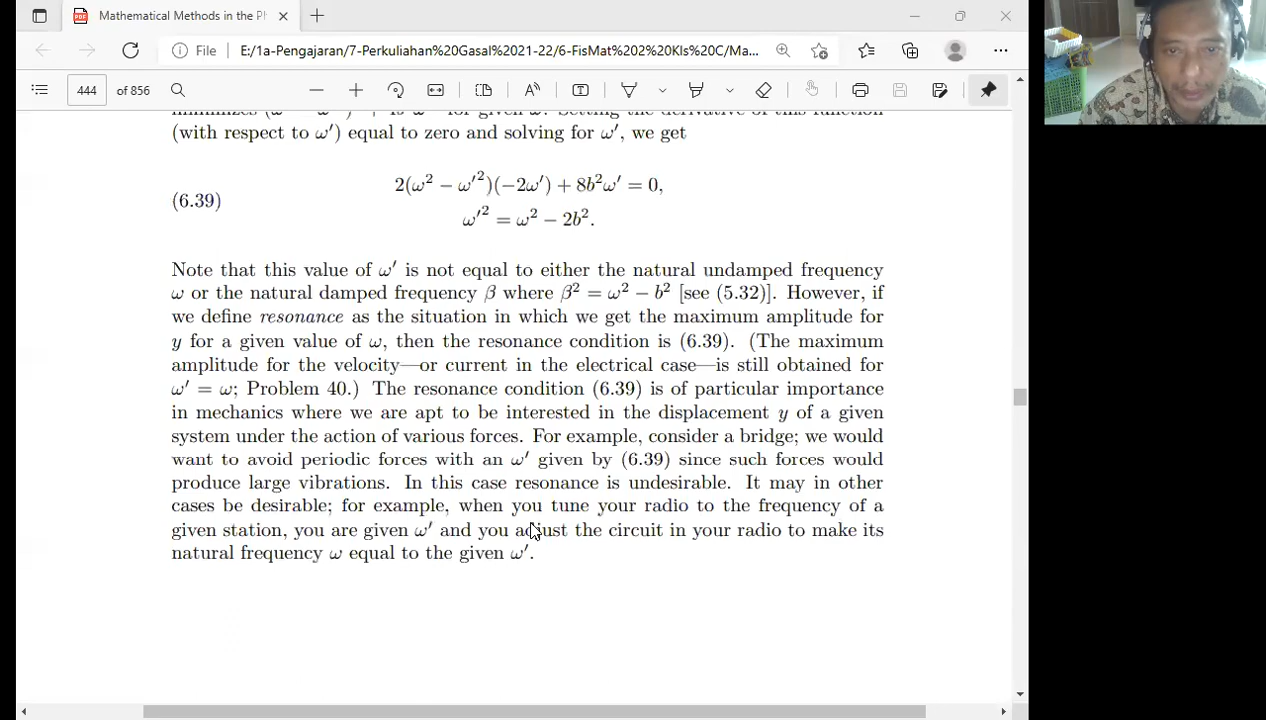 Mathematical Methods in the P
File E:/1a-Pengajaran/7-Perkuliahan%20Gasal%202021-22/6-FisMat%202%20Kls%20C/Ma...
444 of 856
(with respect to ω′) equal to zero and solving for ω′, we get
2(ω² − ω′²)(−2ω′) + 8b²ω′ = 0,
(6.39)
ω′² = ω² − 2b².
Note that this value of ω′ is not equal to either the natural undamped frequency
ω or the natural damped frequency β where β² = ω² − b² [see (5.32)]. However, if
we define resonance as the situation in which we get the maximum amplitude for
y for a given value of ω, then the resonance condition is (6.39). (The maximum
amplitude for the velocity—or current in the electrical case—is still obtained for
ω′ = ω; Problem 40.) The resonance condition (6.39) is of particular importance
in mechanics where we are apt to be interested in the displacement y of a given
system under the action of various forces. For example, consider a bridge; we would
want to avoid periodic forces with an ω′ given by (6.39) since such forces would
produce large vibrations. In this case resonance is undesirable. It may in other
cases be desirable; for example, when you tune your radio to the frequency of a
given station, you are given ω′ and you adjust the circuit in your radio to make its
natural frequency ω equal to the given ω′.